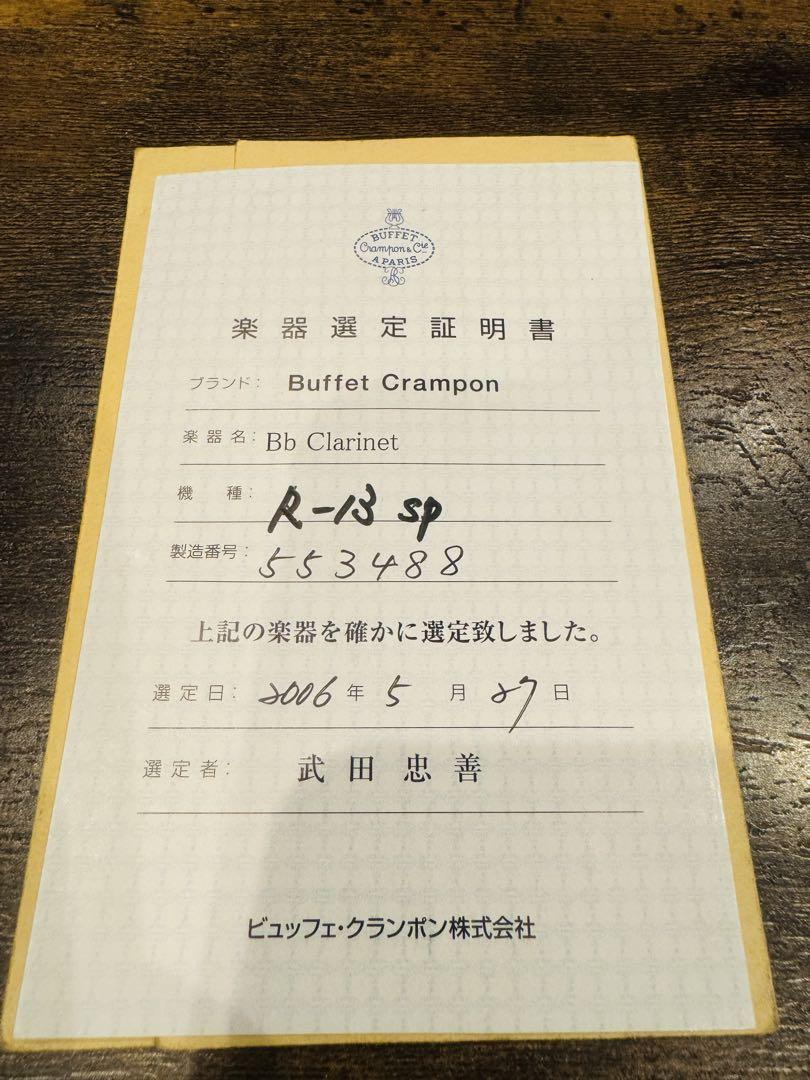 BUFFET
Crampon & Cie
A PARIS
楽器選定証明書
ブランド: Buffet Crampon
楽器名: Bb Clarinet
機種: R-13 SP
製造番号: 553488
上記の楽器を確かに選定致しました。
選定日: 2006年5月27日
選定者: 武田忠善
ビュッフェ・クランポン株式会社